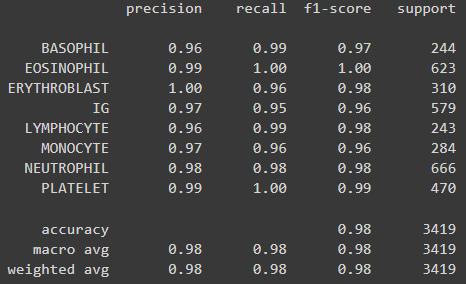 precision recall f1-score support
BASOPHIL 0.96 0.99 0.97 244
EOSINOPHIL 0.99 1.00 1.00 623
ERYTHROBLAST 1.00 0.96 0.98 310
IG 0.97 0.95 0.96 579
LYMPHOCYTE 0.96 0.99 0.98 243
MONOCYTE 0.97 0.96 0.96 284
NEUTROPHIL 0.98 0.98 0.98 666
PLATELET 0.99 1.00 0.99 470
accuracy 0.98 3419
macro avg 0.98 0.98 0.98 3419
weighted avg 0.98 0.98 0.98 3419